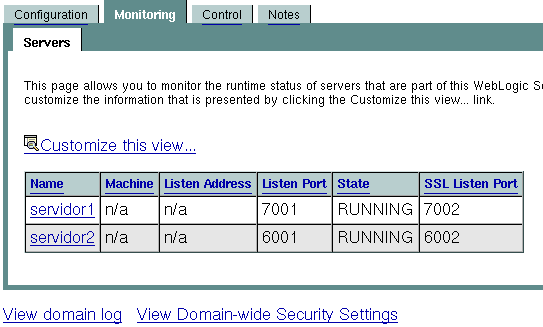 Configuration Monitoring Control Notes
Servers
This page allows you to monitor the runtime status of servers that are part of this WebLogic
customize the information that is presented by clicking the Customize this view... link.
Customize this view...
Name Machine Listen Address Listen Port State SSL Listen Port
servidor1 n/a n/a 7001 RUNNING 7002
servidor2 n/a n/a 6001 RUNNING 6002
View domain log View Domain-wide Security Settings